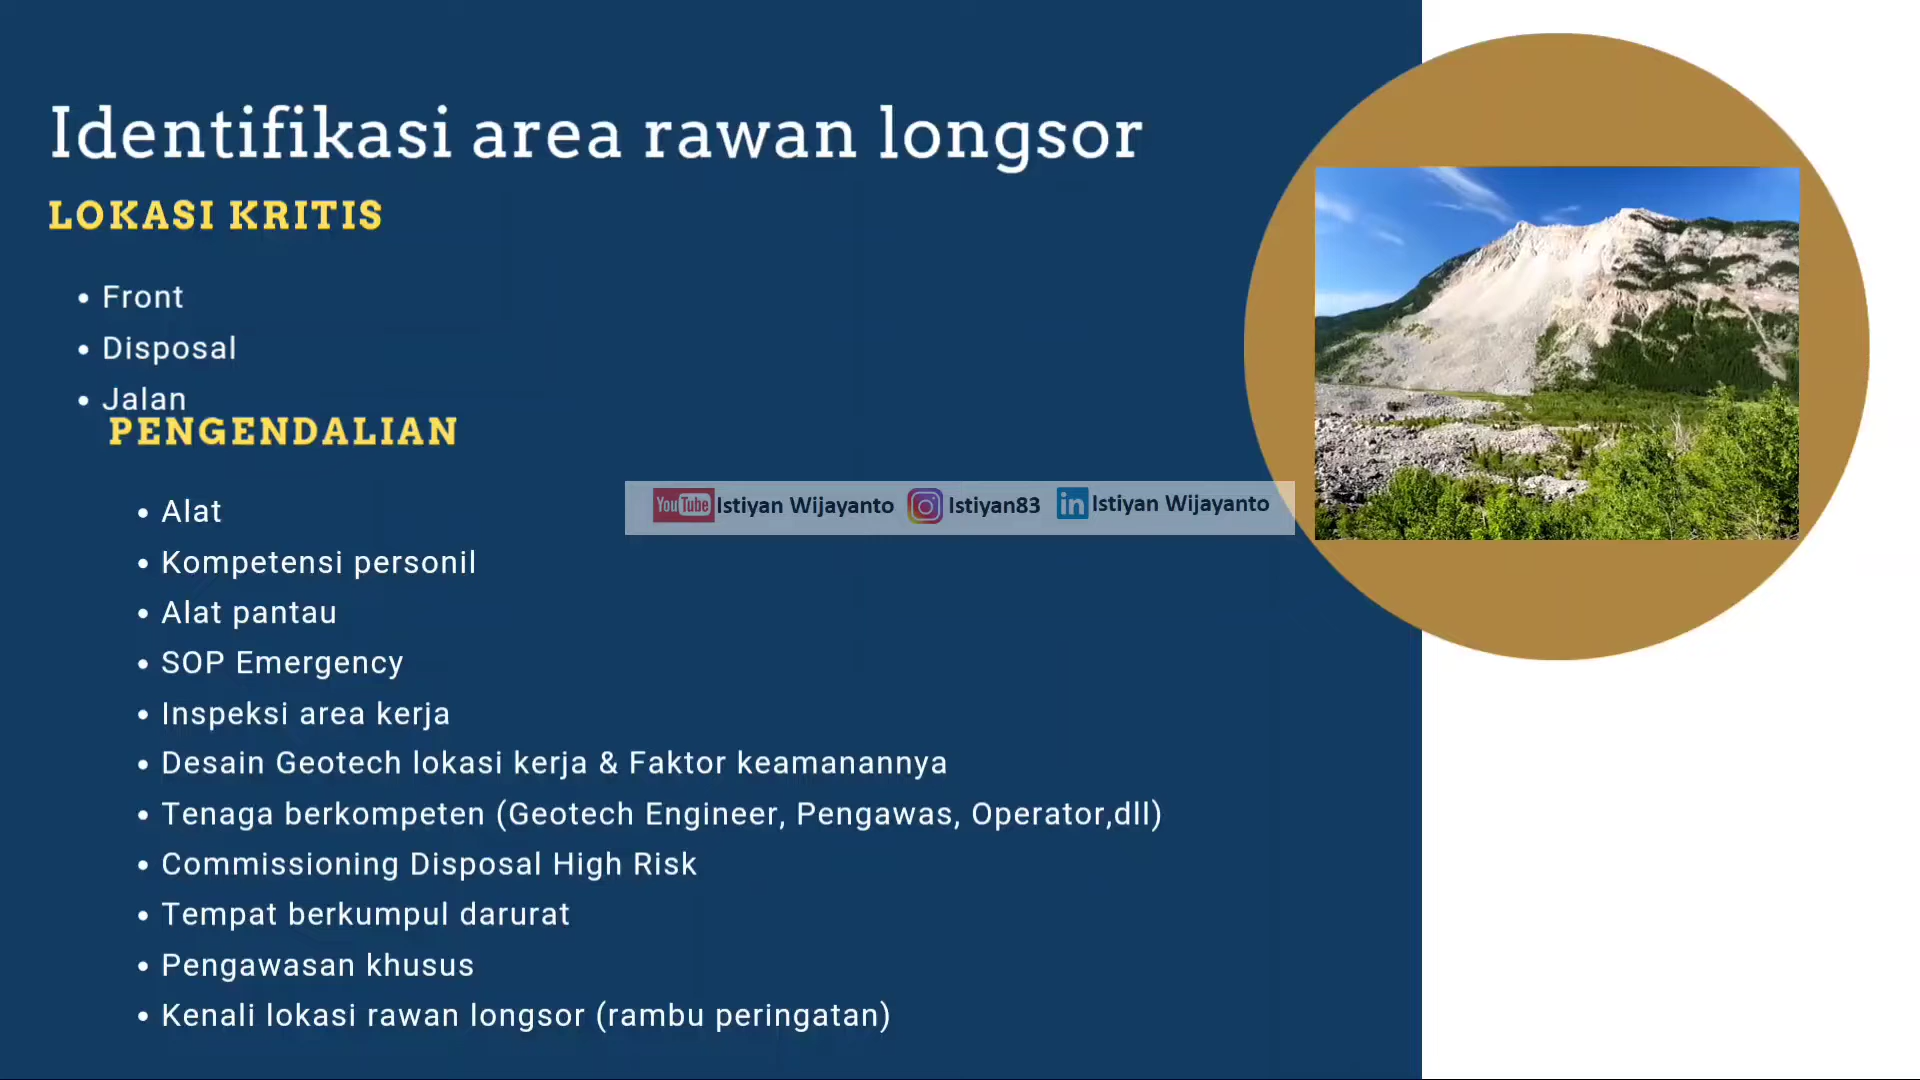 Identifikasi area rawan longsor
LOKASI KRITIS
• Front
• Disposal
• Jalan
PENGENDALIAN
• Alat
• Kompetensi personil
• Alat pantau
• SOP Emergency
• Inspeksi area kerja
• Desain Geotech lokasi kerja & Faktor keamanannya
• Tenaga berkompeten (Geotech Engineer, Pengawas, Operator,dll)
• Commissioning Disposal High Risk
• Tempat berkumpul darurat
• Pengawasan khusus
• Kenali lokasi rawan longsor (rambu peringatan)
YouTube Istiyan Wijayanto Istiyan83 in Istiyan Wijayanto